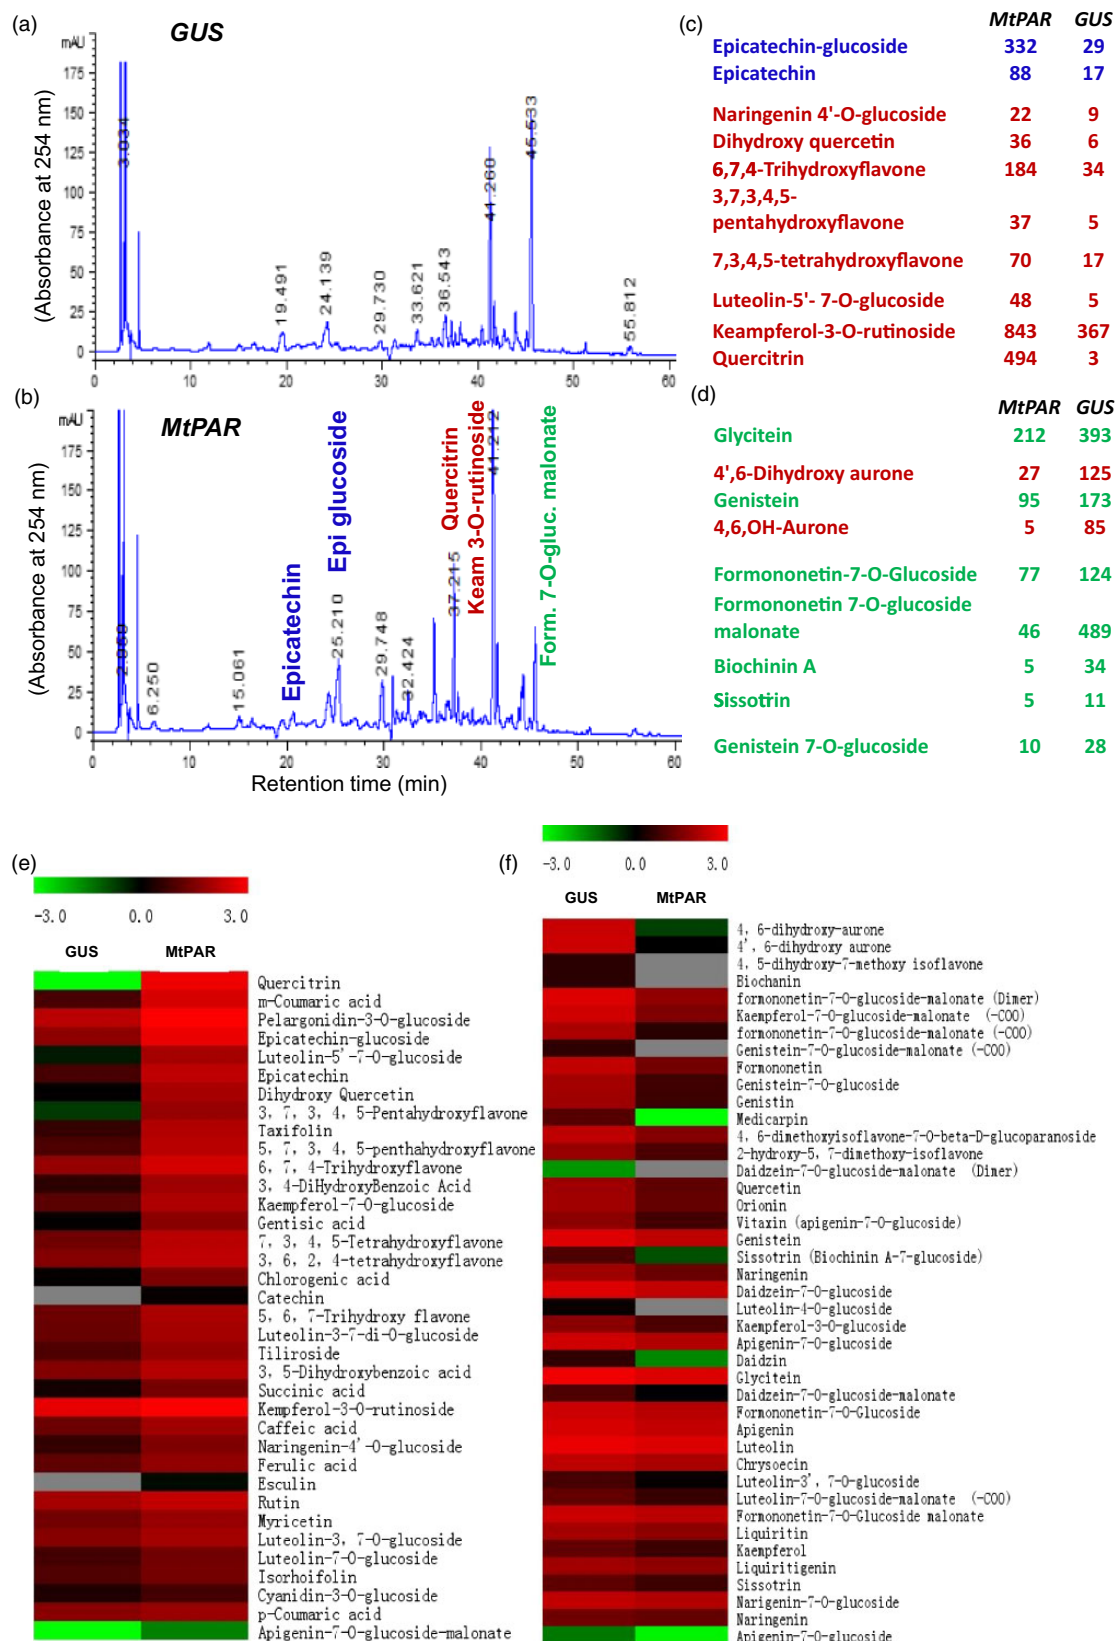 (a)
GUS
mAU
175
150
125
100
75
50
25
0
(Absorbance at 254 nm)
3.034
19.491
24.139
29.730
33.621
36.543
41.260
45.533
55.812
0 10 20 30 40 50 60
(b)
MtPAR
mAU
175
150
125
100
75
50
25
0
(Absorbance at 254 nm)
6.250
15.061
Epicatechin
Epi glucoside
25.210
29.748
32.424
37.215
Quercitrin
Keam 3-O-rutinoside
41.212
Form. 7-O-gluc. malonate
0 10 20 30 40 50 60
Retention time (min)
(c)
MtPAR GUS
Epicatechin-glucoside 332 29
Epicatechin 88 17
Naringenin 4'-O-glucoside 22 9
Dihydroxy quercetin 36 6
6,7,4-Trihydroxyflavone 184 34
3,7,3,4,5-
pentahydroxyflavone 37 5
7,3,4,5-tetrahydroxyflavone 70 17
Luteolin-5'- 7-O-glucoside 48 5
Keampferol-3-O-rutinoside 843 367
Quercitrin 494 3
(d)
MtPAR GUS
Glycitein 212 393
4',6-Dihydroxy aurone 27 125
Genistein 95 173
4,6,OH-Aurone 5 85
Formononetin-7-O-Glucoside 77 124
Formononetin 7-O-glucoside
malonate 46 489
Biochinin A 5 34
Sissotrin 5 11
Genistein 7-O-glucoside 10 28
(e)
-3.0 0.0 3.0
GUS MtPAR
Quercitrin
m-Coumaric acid
Pelargonidin-3-O-glucoside
Epicatechin-glucoside
Luteolin-5'-7-O-glucoside
Epicatechin
Dihydroxy Quercetin
3, 7, 3, 4, 5-Pentahydroxyflavone
Taxifolin
5, 7, 3, 4, 5-penthahydroxyflavone
6, 7, 4-Trihydroxyflavone
3, 4-DiHydroxyBenzoic Acid
Kaempferol-7-O-glucoside
Gentisic acid
7, 3, 4, 5-Tetrahydroxyflavone
3, 6, 2, 4-tetrahydroxyflavone
Chlorogenic acid
Catechin
5, 6, 7-Trihydroxy flavone
Luteolin-3-7-di-O-glucoside
Tiliroside
3, 5-Dihydroxybenzoic acid
Succinic acid
Kempferol-3-O-rutinoside
Caffeic acid
Naringenin-4'-O-glucoside
Ferulic acid
Esculin
Rutin
Myricetin
Luteolin-3, 7-O-glucoside
Luteolin-7-O-glucoside
Isorhoifolin
Cyanidin-3-O-glucoside
p-Coumaric acid
Apigenin-7-O-glucoside-malonate
(f)
-3.0 0.0 3.0
GUS MtPAR
4, 6-dihydroxy-aurone
4', 6-dihydroxy aurone
4, 5-dihydroxy-7-methoxy isoflavone
Biochanin
formononetin-7-O-glucoside-malonate (Dimer)
Kaempferol-7-O-glucoside-malonate (-COO)
formononetin-7-O-glucoside-malonate (-COO)
Genistein-7-O-glucoside-malonate (-COO)
Formononetin
Genistein-7-O-glucoside
Genistin
Medicarpin
4, 6-dimethoxyisoflavone-7-O-beta-D-glucoparanoside
2-hydroxy-5, 7-dimethoxy-isoflavone
Daidzein-7-O-glucoside-malonate (Dimer)
Quercetin
Orionin
Vitaxin (apigenin-7-O-glucoside)
Genistein
Sissotrin (Biochinin A-7-glucoside)
Naringenin
Daidzein-7-O-glucoside
Luteolin-4-O-glucoside
Kaempferol-3-O-glucoside
Apigenin-7-O-glucoside
Daidzin
Glycitein
Daidzein-7-O-glucoside-malonate
Formononetin-7-O-Glucoside
Apigenin
Luteolin
Chrysoecin
Luteolin-3', 7-O-glucoside
Luteolin-7-O-glucoside-malonate (-COO)
Formononetin-7-O-Glucoside malonate
Liquiritin
Kaempferol
Liquiritigenin
Sissotrin
Narigenin-7-O-glucoside
Naringenin
Apigenin-7-O-glucoside